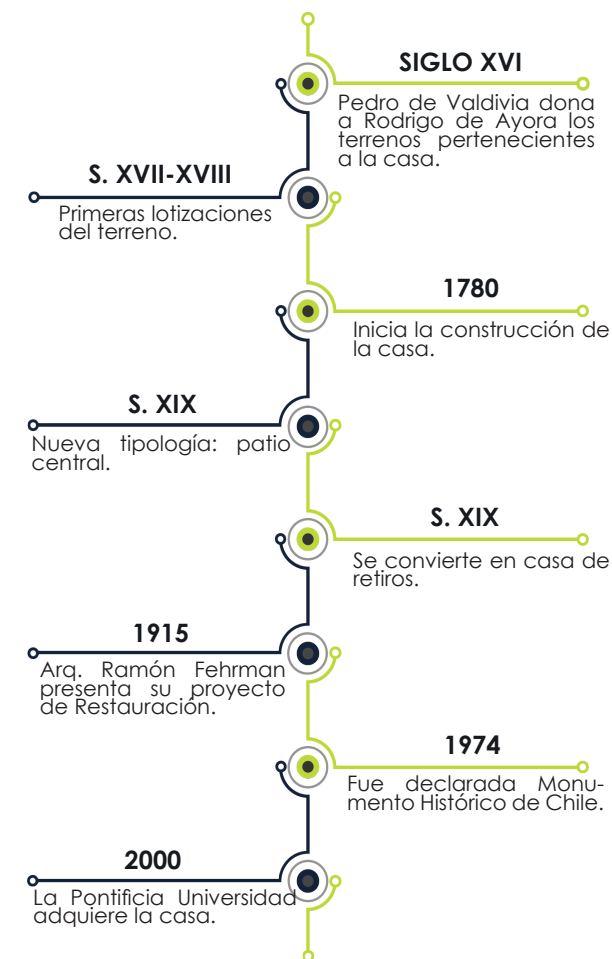 SIGLO XVI
Pedro de Valdivia dona
a Rodrigo de Ayora los
terrenos pertenecientes
a la casa.
S. XVII-XVIII
Primeras lotizaciones
del terreno.
1780
Inicia la construcción de
la casa.
S. XIX
Nueva tipología: patio
central.
S. XIX
Se convierte en casa de
retiros.
1915
Arq. Ramón Fehrman
presenta su proyecto
de Restauración.
1974
Fue declarada Monu-
mento Histórico de Chile.
2000
La Pontificia Universidad
adquiere la casa.